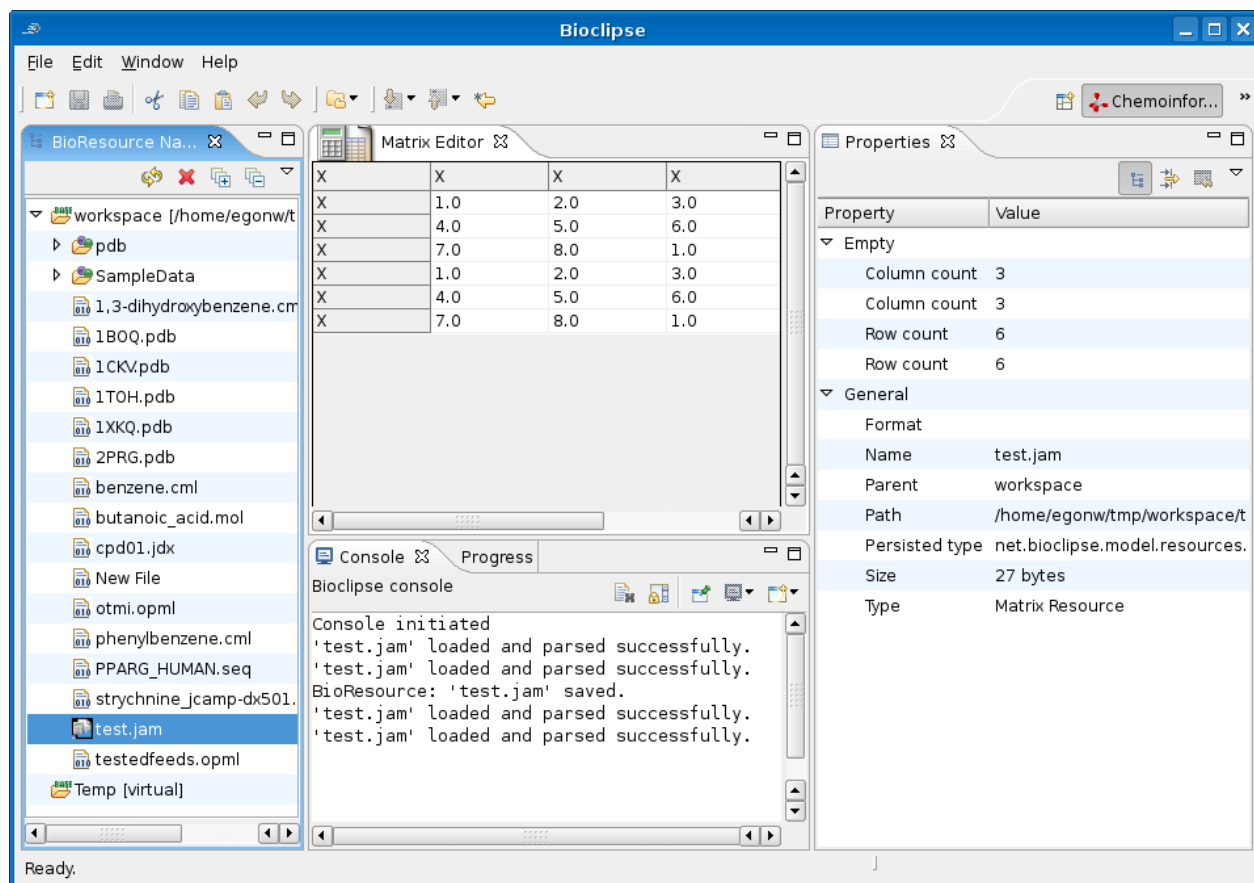 Bioclipse
File Edit Window Help
Chemoinfor... »
BioResource Na...
workspace [/home/egonw/t
pdb
SampleData
1,3-dihydroxybenzene.cm
1BOQ.pdb
1CKV.pdb
1TOH.pdb
1XKQ.pdb
2PRG.pdb
benzene.cml
butanoic_acid.mol
cpd01.jdx
New File
otmi.opml
phenylbenzene.cml
PPARG_HUMAN.seq
strychnine_jcamp-dx501.
test.jam
testedfeeds.opml
Temp [virtual]
Matrix Editor
X X X X
X 1.0 2.0 3.0
X 4.0 5.0 6.0
X 7.0 8.0 1.0
X 1.0 2.0 3.0
X 4.0 5.0 6.0
X 7.0 8.0 1.0
Console Progress
Bioclipse console
Console initiated
'test.jam' loaded and parsed successfully.
'test.jam' loaded and parsed successfully.
BioResource: 'test.jam' saved.
'test.jam' loaded and parsed successfully.
'test.jam' loaded and parsed successfully.
Properties
Property Value
Empty
Column count 3
Column count 3
Row count 6
Row count 6
General
Format
Name test.jam
Parent workspace
Path /home/egonw/tmp/workspace/t
Persisted type net.bioclipse.model.resources.
Size 27 bytes
Type Matrix Resource
Ready.